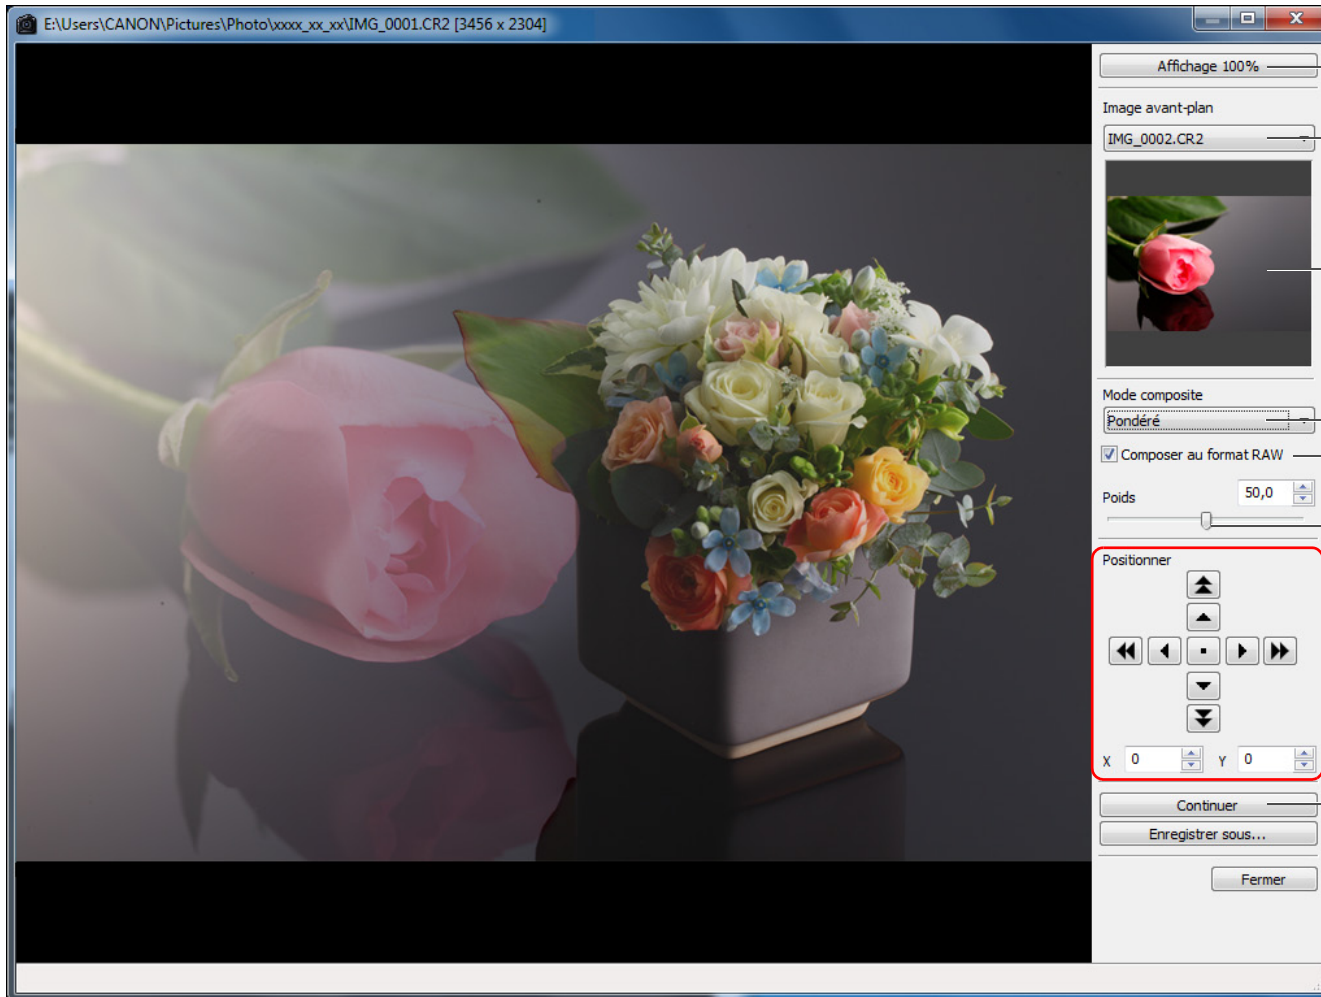 E:\Users\CANON\Pictures\Photo\xxxx_xx_xx\IMG_0001.CR2 [3456 x 2304]
Affichage 100%
Image avant-plan
IMG_0002.CR2
Mode composite
Pondéré
Composer au format RAW
Poids 50,0
Positionner
X 0 Y 0
Continuer
Enregistrer sous...
Fermer